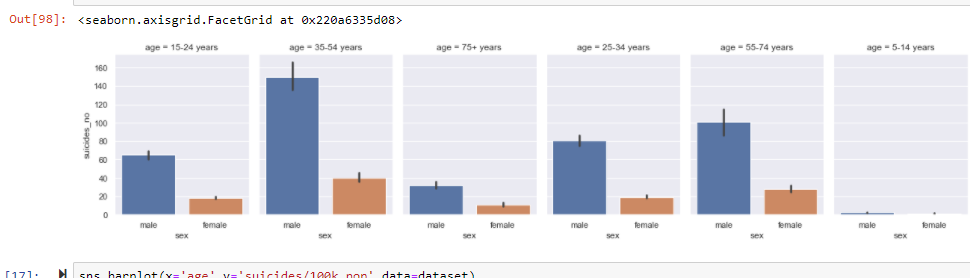 Out[98]: <seaborn.axisgrid.FacetGrid at 0x220a6335d08>
age = 15-24 years age = 35-54 years age = 75+ years age = 25-34 years age = 55-74 years age = 5-14 years
160
140
120
100
80
60
40
20
0
suicides_no
male female male female male female male female male female male female
sex sex sex sex sex sex
[17]: sns.barplot(x='age',y='suicides/100k pop',data=dataset)